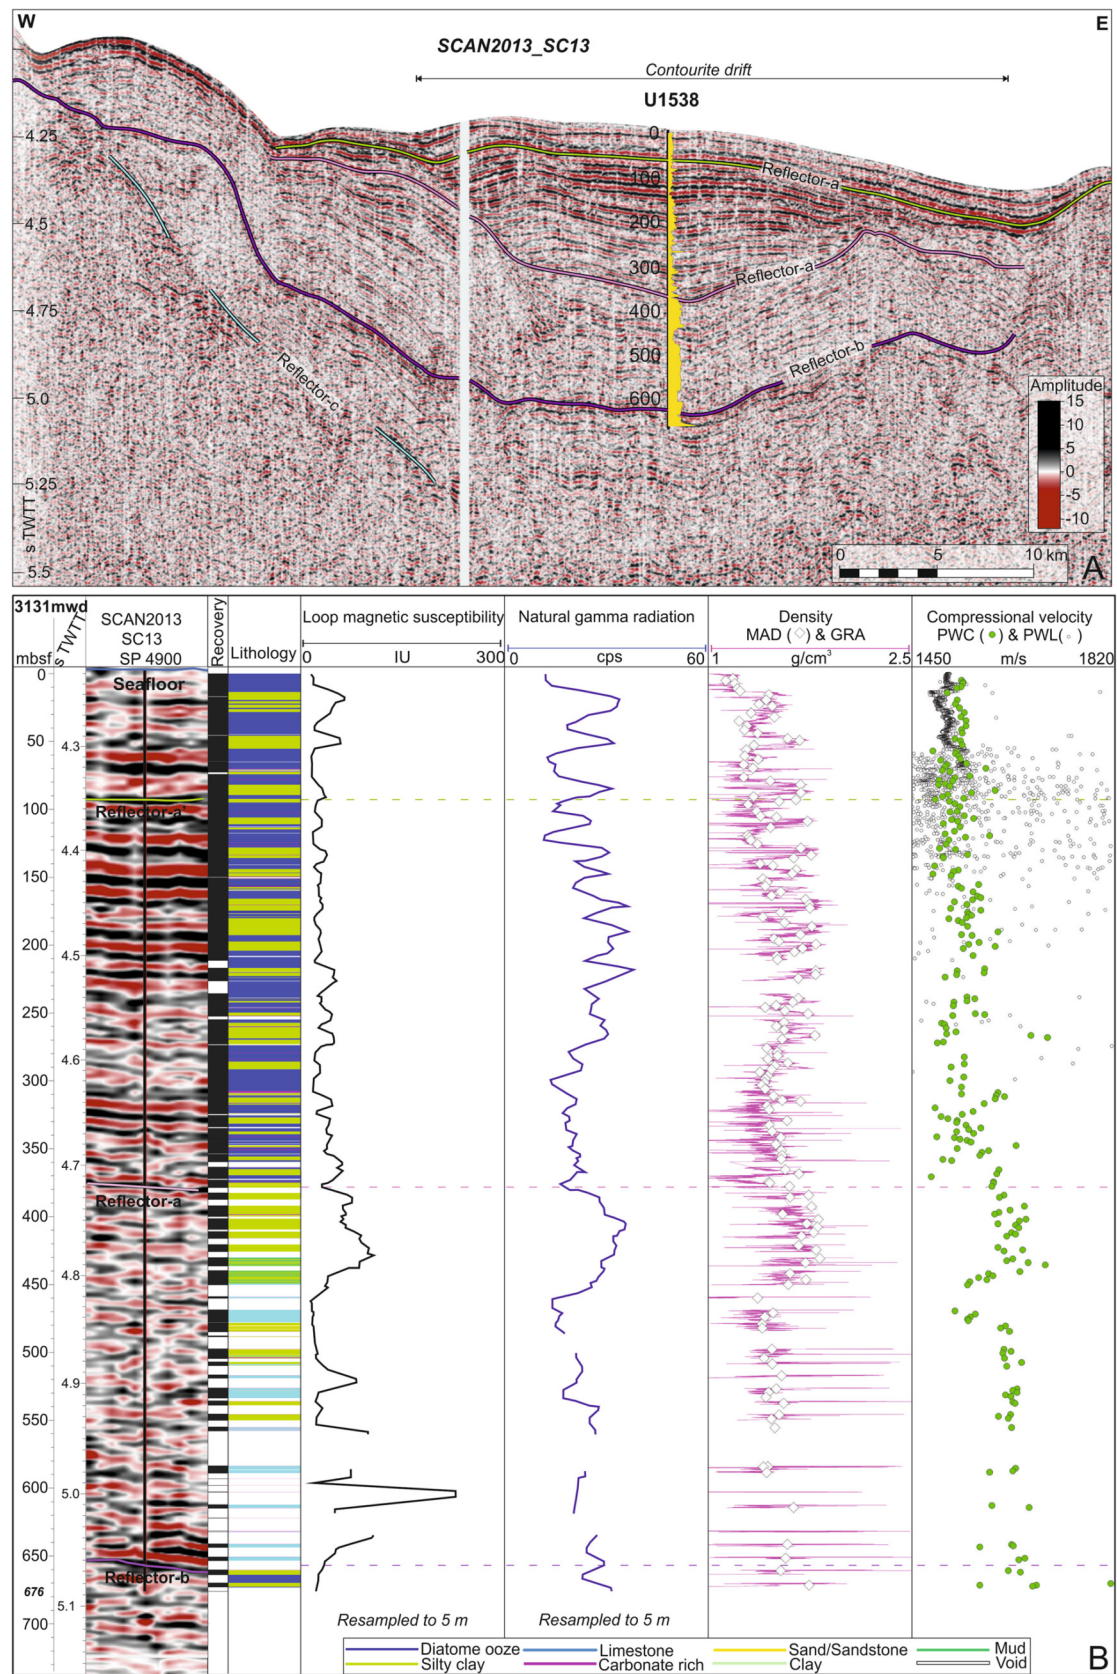 W
E
SCAN2013_SC13
Contourite drift
U1538
0
100
200
300
400
500
600
Reflector-a
Reflector-a
Reflector-b
Reflector-c
4.25
4.5
4.75
5.0
5.25
5.5
s TWTT
Amplitude
15
10
5
0
-5
-10
0 5 10 km
A
3131mwd
mbsf
s TWTT
SCAN2013
SC13
SP 4900
Recovery
Lithology
Loop magnetic susceptibility
0 IU 300
Natural gamma radiation
0 cps 60
Density
MAD (◇) & GRA
1 g/cm³ 2.5
Compressional velocity
PWC (●) & PWL(○)
1450 m/s 1820
0
50
100
150
200
250
300
350
400
450
500
550
600
650
676
700
4.3
4.4
4.5
4.6
4.7
4.8
4.9
5.0
5.1
Seafloor
Reflector-a'
Reflector-a
Reflector-b
Resampled to 5 m
Resampled to 5 m
Diatome ooze
Limestone
Sand/Sandstone
Mud
Silty clay
Carbonate rich
Clay
Void
B